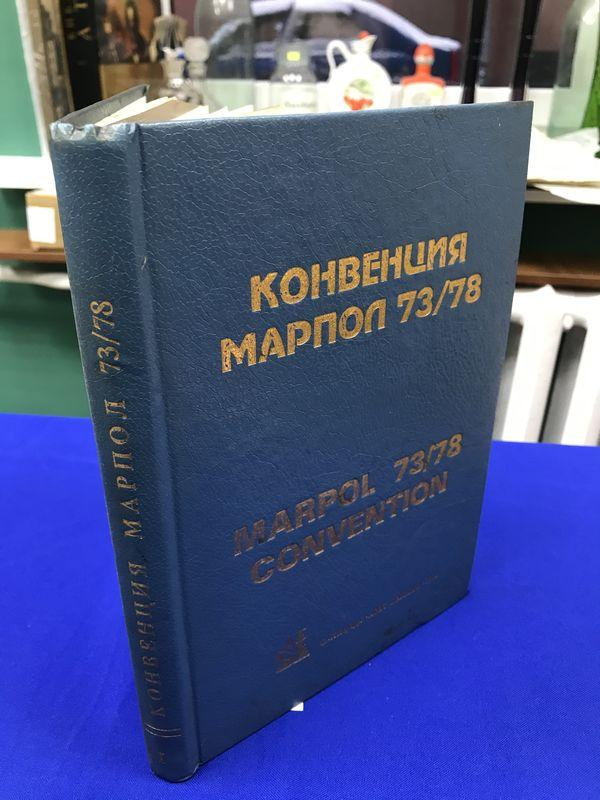 КОНВЕНЦИЯ
МАРПОЛ 73/78
MARPOL 73/78
CONVENTION
КОНВЕНЦИЯ МАРПОЛ 73/78
I